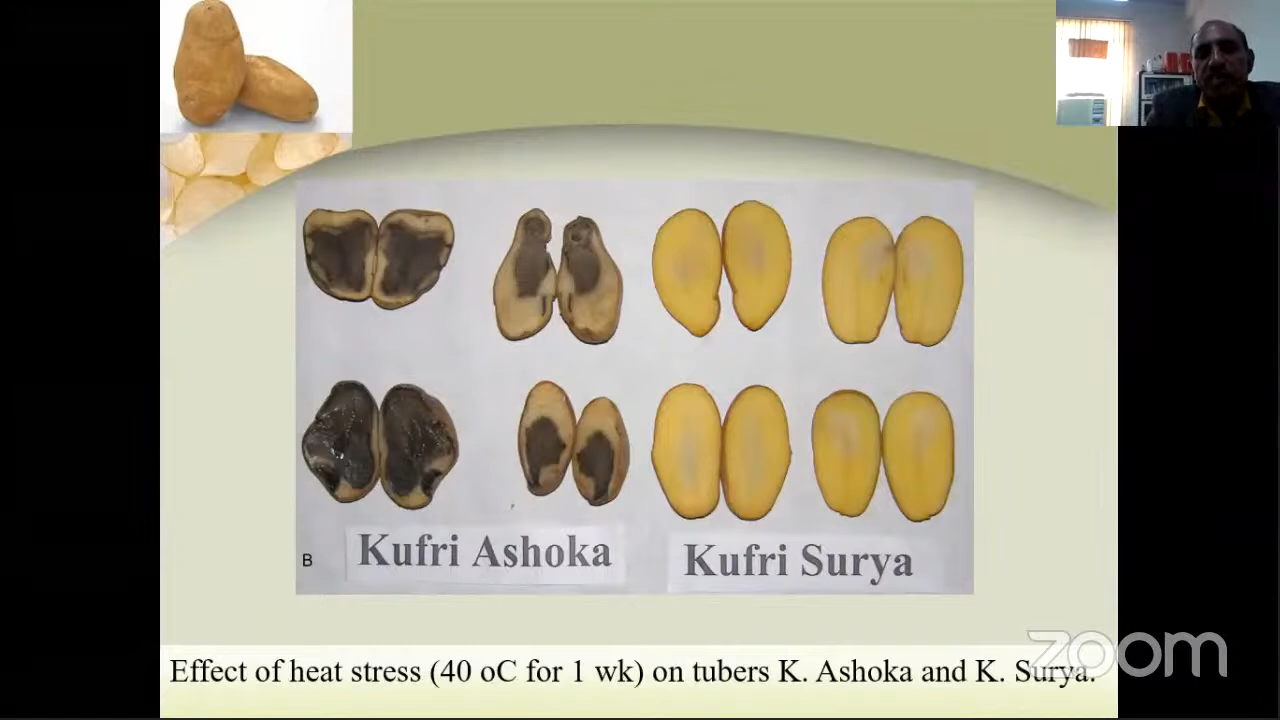 Kufri Ashoka
Kufri Surya
B
Effect of heat stress (40 oC for 1 wk) on tubers K. Ashoka and K. Surya.
zoom